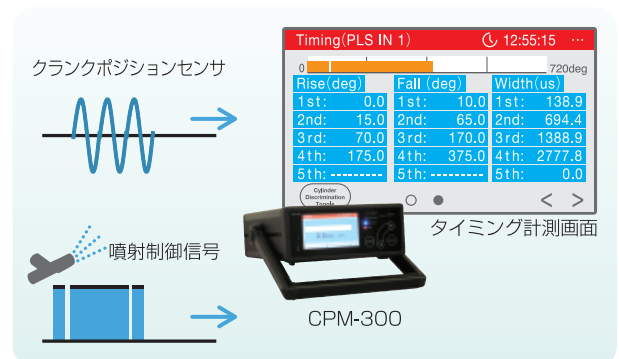 クランクポジションセンサ
噴射制御信号
Timing(PLS IN 1) 12:55:15 ...
0 720deg
Rise(deg) Fall (deg) Width(us)
1st: 0.0 1st: 10.0 1st: 138.9
2nd: 15.0 2nd: 65.0 2nd: 694.4
3rd: 70.0 3rd: 170.0 3rd: 1388.9
4th: 175.0 4th: 375.0 4th: 2777.8
5th: --------- 5th: --------- 5th: 0.0
Cylinder
Discrimination
Toggle
< >
タイミング計測画面
CPM-300